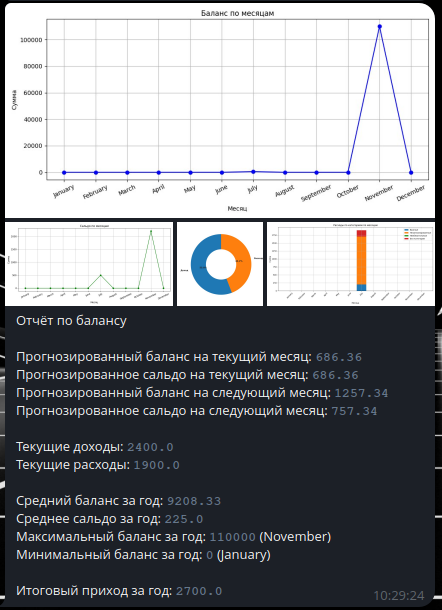 Баланс по месяцам
100000
80000
60000
40000
20000
0
Сумма
January
February
March
April
May
June
July
August
September
October
November
December
Месяц
Отчёт по балансу
Прогнозированный баланс на текущий месяц: 686.36
Прогнозированное сальдо на текущий месяц: 686.36
Прогнозированный баланс на следующий месяц: 1257.34
Прогнозированное сальдо на следующий месяц: 757.34
Текущие доходы: 2400.0
Текущие расходы: 1900.0
Средний баланс за год: 9208.33
Среднее сальдо за год: 225.0
Максимальный баланс за год: 110000 (November)
Минимальный баланс за год: 0 (January)
Итоговый приход за год: 2700.0
10:29:24